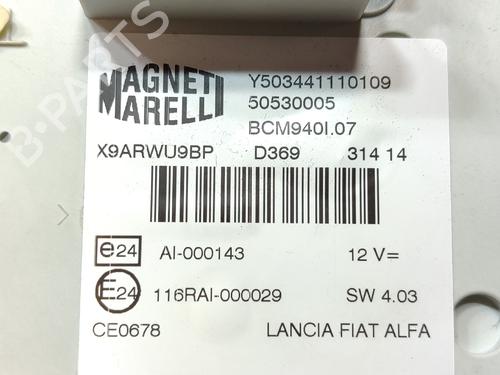 MAGNETI
MARELLI
Y503441110109
50530005
BCM940I.07
X9ARWU9BP D369 314 14
e24 AI-000143 12 V=
E24 116RAI-000029 SW 4.03
CE0678 LANCIA FIAT ALFA
B-PARTS